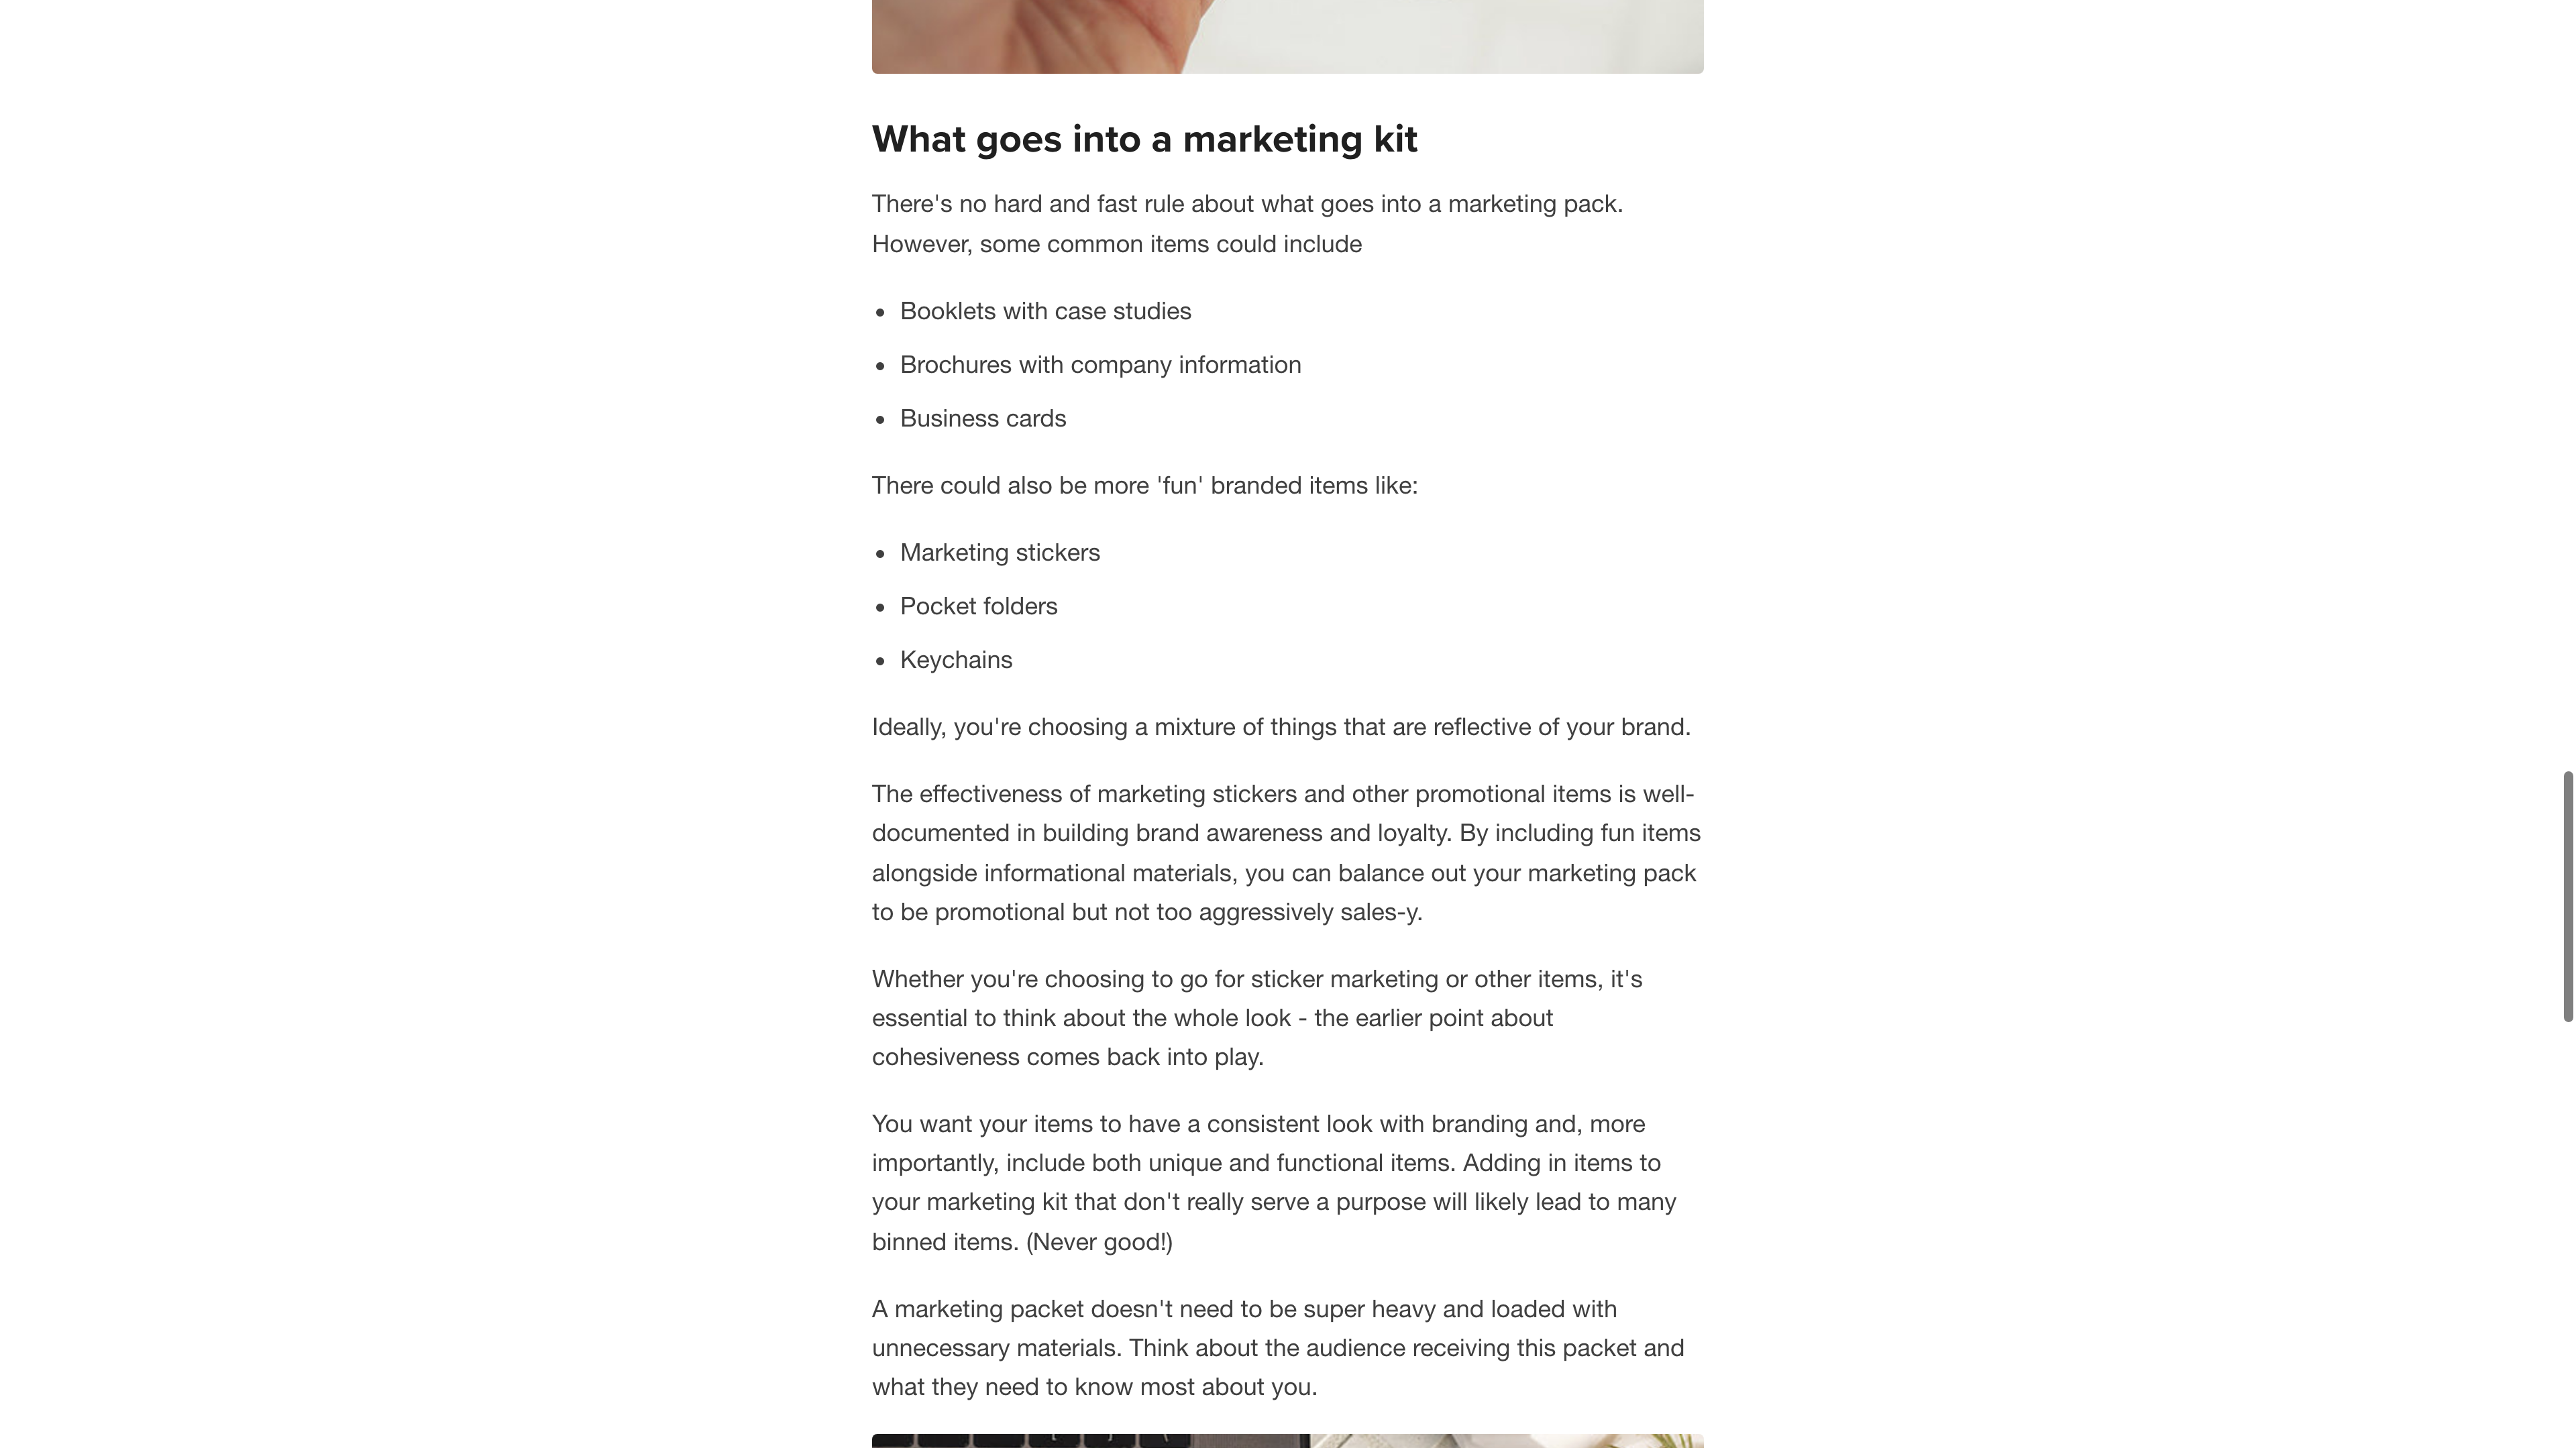 What goes into a marketing kit
There's no hard and fast rule about what goes into a marketing pack.
However, some common items could include
• Booklets with case studies
• Brochures with company information
• Business cards
There could also be more 'fun' branded items like:
• Marketing stickers
• Pocket folders
• Keychains
Ideally, you're choosing a mixture of things that are reflective of your brand.
The effectiveness of marketing stickers and other promotional items is well-
documented in building brand awareness and loyalty. By including fun items
alongside informational materials, you can balance out your marketing pack
to be promotional but not too aggressively sales-y.
Whether you're choosing to go for sticker marketing or other items, it's
essential to think about the whole look - the earlier point about
cohesiveness comes back into play.
You want your items to have a consistent look with branding and, more
importantly, include both unique and functional items. Adding in items to
your marketing kit that don't really serve a purpose will likely lead to many
binned items. (Never good!)
A marketing packet doesn't need to be super heavy and loaded with
unnecessary materials. Think about the audience receiving this packet and
what they need to know most about you.